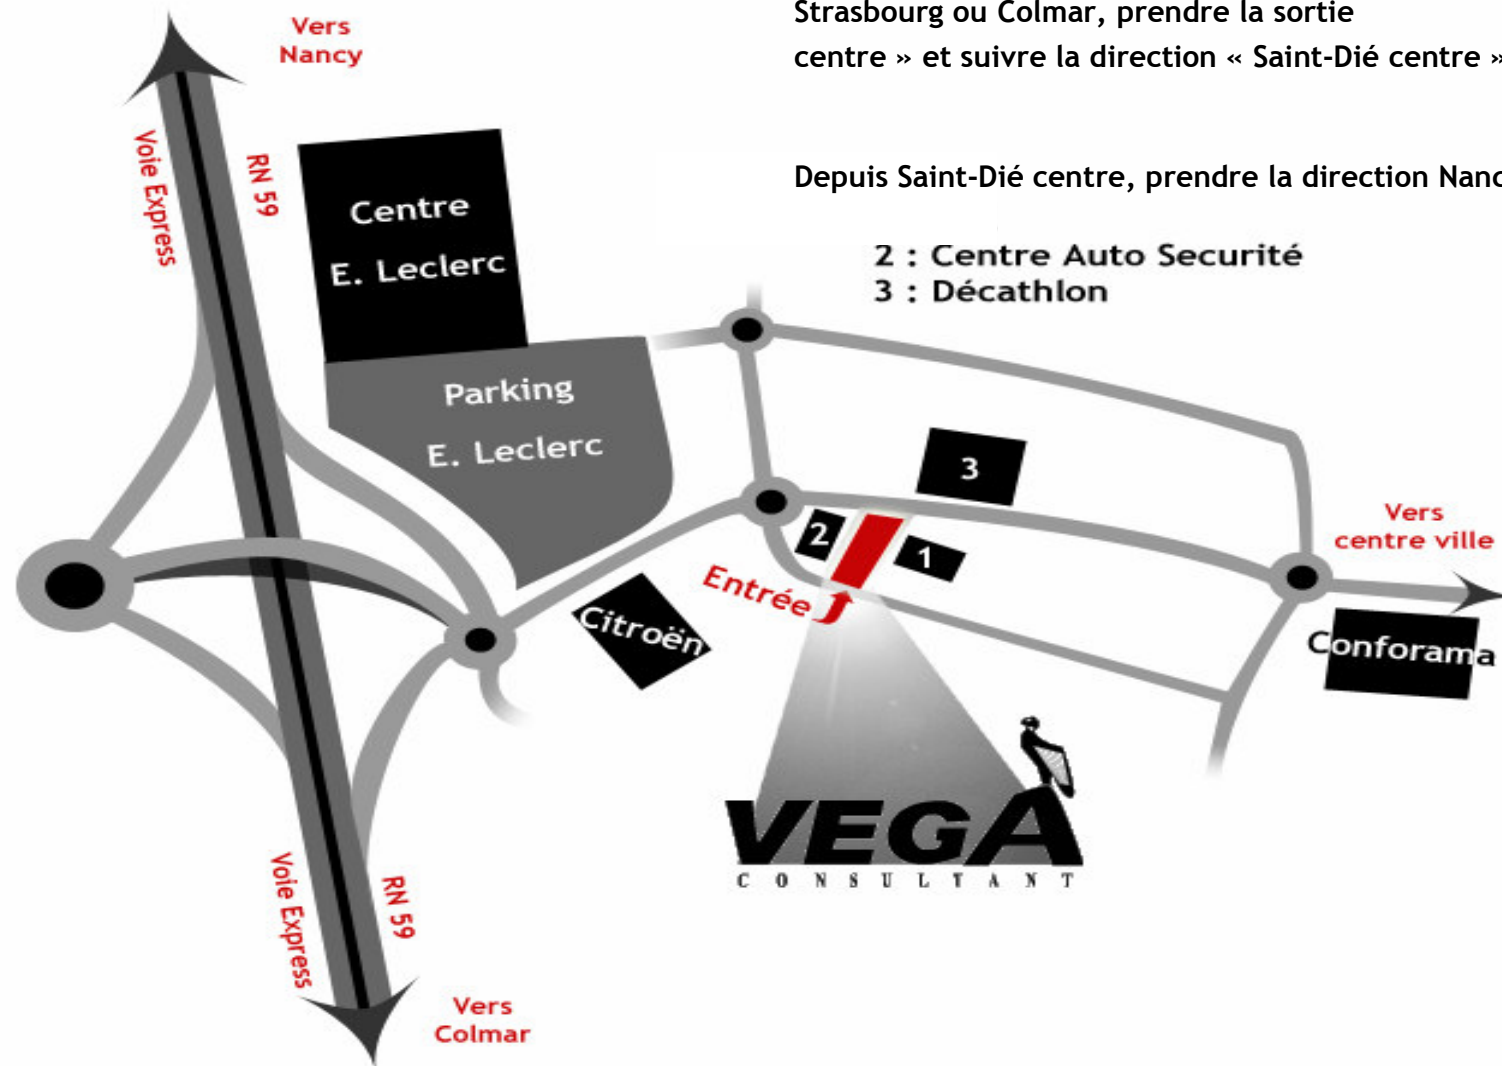 Strasbourg ou Colmar, prendre la sortie
centre » et suivre la direction « Saint-Dié centre »
Depuis Saint-Dié centre, prendre la direction Nanc
Vers
Nancy
Voie Express
RN 59
Centre
E. Leclerc
2 : Centre Auto Securité
3 : Décathlon
Parking
E. Leclerc
3
2
1
Vers
centre ville
Entrée
Citroën
Conforama
VEGA
CONSULTANT
Voie Express
RN 59
Vers
Colmar